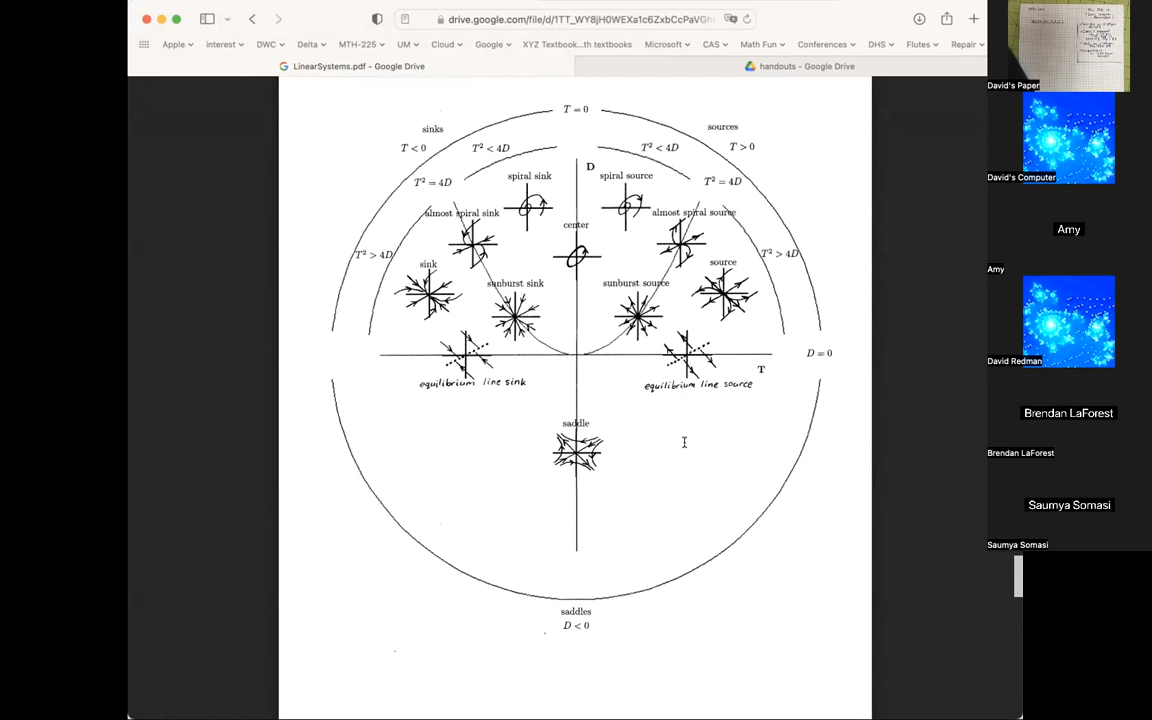 drive.google.com/file/d/1TT_WY8jH0WEXa1c6ZxbCcPaVG
Apple interest DWC Delta MTH-225 UM Cloud Google XYZ Textbook...th textbooks Microsoft CAS Math Fun Conferences DHS Flutes Repair
LinearSystems.pdf - Google Drive
handouts - Google Drive
T = 0
sinks
sources
T < 0
T² < 4D
T² < 4D
T > 0
D
T² = 4D
spiral sink
spiral source
T² = 4D
almost spiral sink
center
almost spiral source
T² > 4D
sink
source
T² > 4D
sunburst sink
sunburst source
D = 0
T
equilibrium line sink
equilibrium line source
saddle
saddles
D < 0
David's Paper
David's Computer
Amy
Amy
David Redman
Brendan LaForest
Brendan LaForest
Saumya Somasi
Saumya Somasi